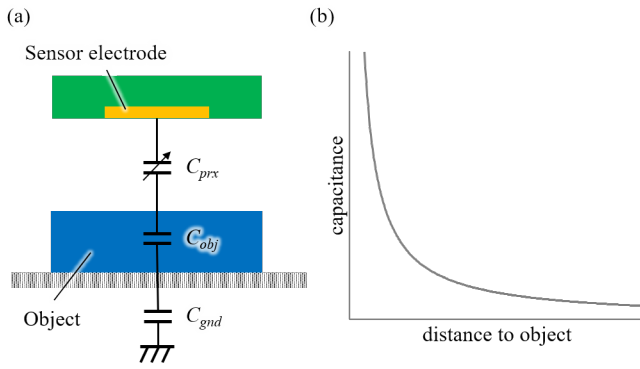 (a)
Sensor electrode
C_prx
C_obj
Object
C_gnd
(b)
capacitance
distance to object